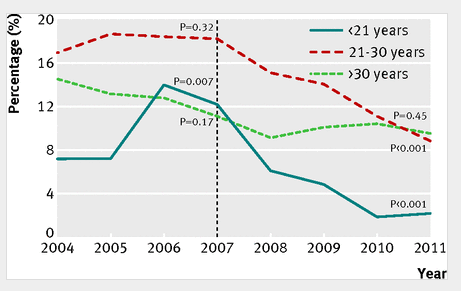 Percentage (%)
20
16
12
8
4
0
P=0.32
P=0.007
P=0.17
<21 years
21-30 years
>30 years
P=0.45
P<0.001
P<0.001
2004 2005 2006 2007 2008 2009 2010 2011
Year